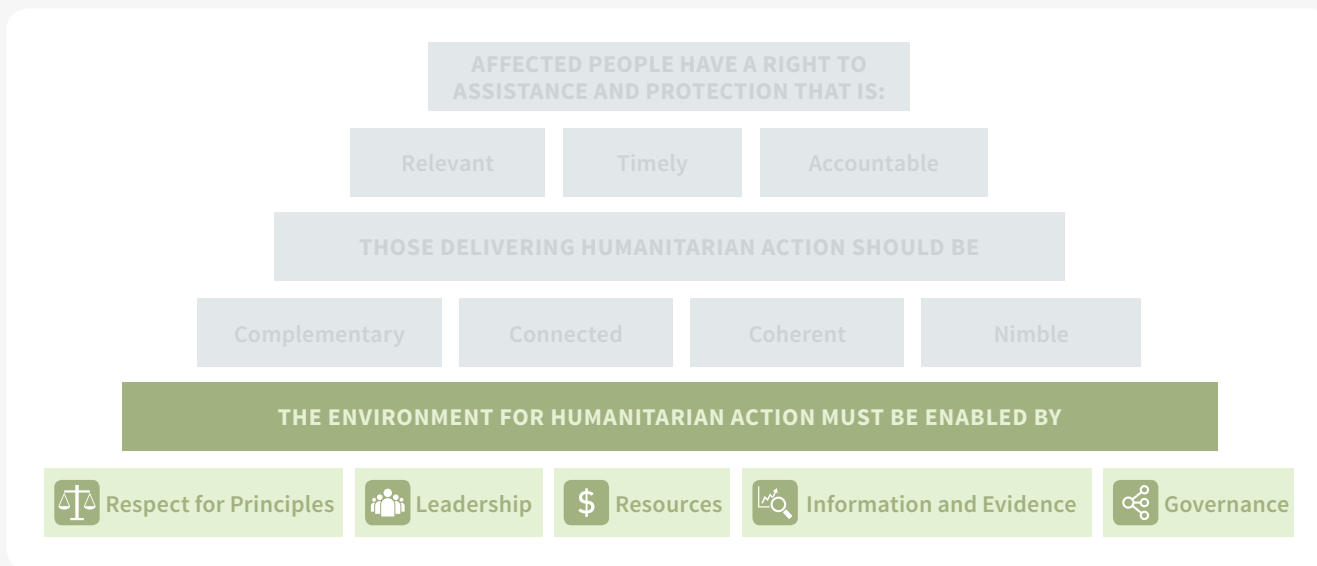 AFFECTED PEOPLE HAVE A RIGHT TO
ASSISTANCE AND PROTECTION THAT IS:
Relevant
Timely
Accountable
THOSE DELIVERING HUMANITARIAN ACTION SHOULD BE
Complementary
Connected
Coherent
Nimble
THE ENVIRONMENT FOR HUMANITARIAN ACTION MUST BE ENABLED BY
Respect for Principles
Leadership
$ Resources
Information and Evidence
Governance